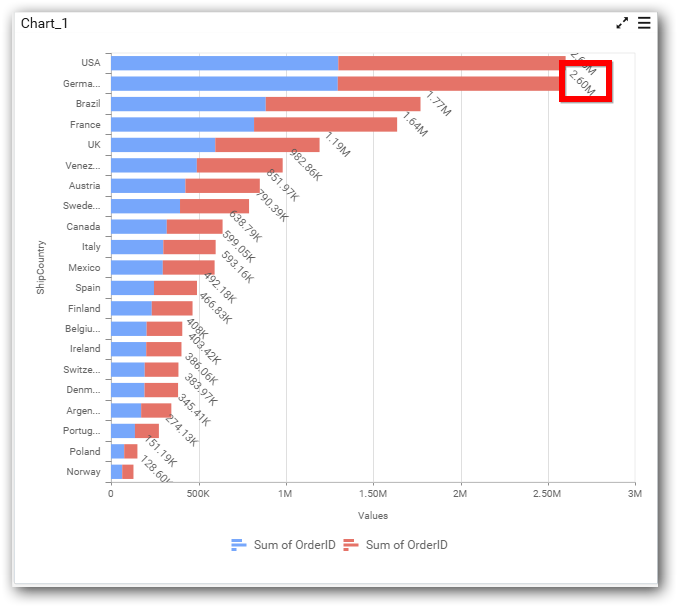 Chart_1
USA
2.60M
Germa...
2.60M
Brazil
1.77M
France
1.64M
UK
1.19M
Venez...
982.86K
Austria
851.97K
Swede...
790.39K
Canada
638.79K
Italy
599.05K
Mexico
593.16K
Spain
492.18K
Finland
466.83K
Belgiu...
408K
Ireland
403.42K
Switze...
386.06K
Denm...
383.97K
Argen...
345.41K
Portug...
274.13K
Poland
151.19K
Norway
128.60K
ShipCountry
0 500K 1M 1.50M 2M 2.50M 3M
Values
Sum of OrderID Sum of OrderID